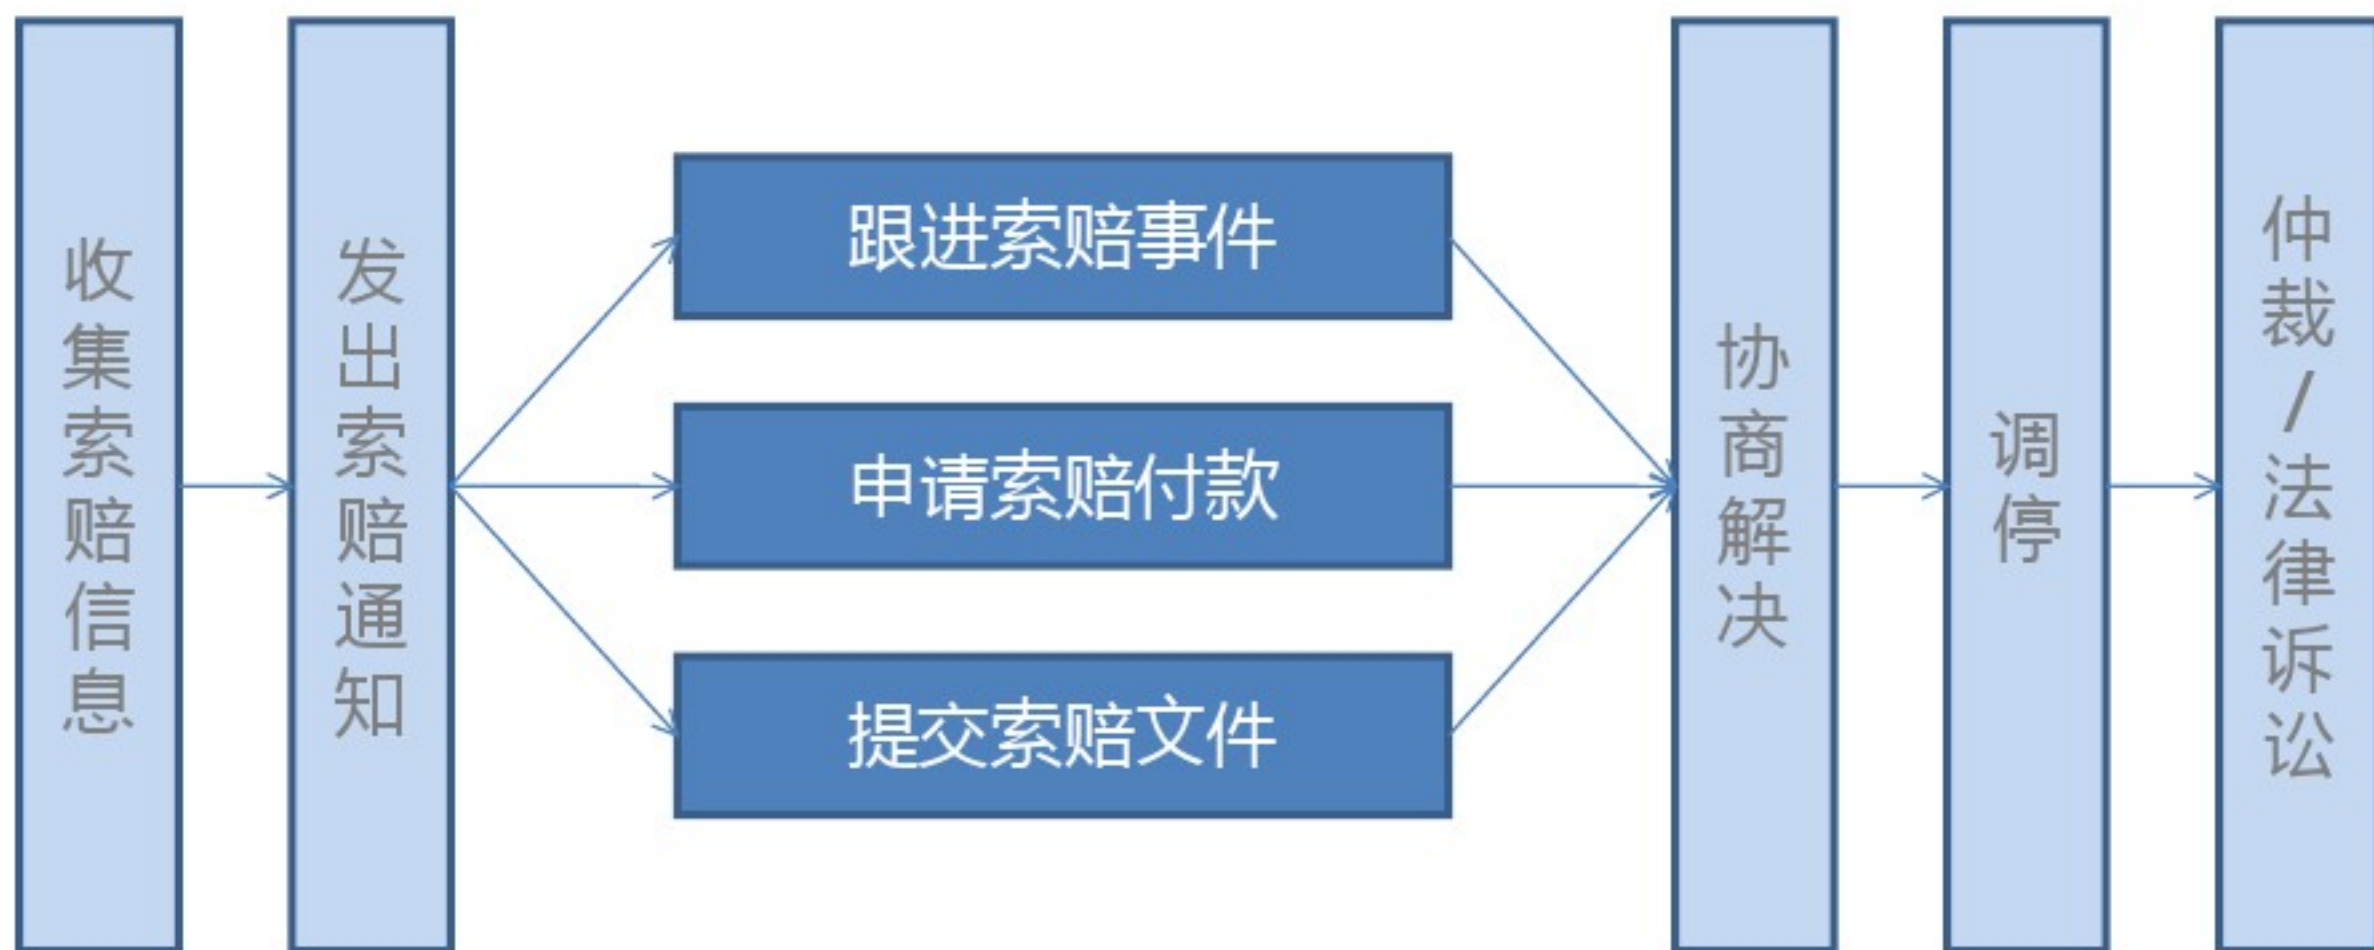 收集索赔信息
发出索赔通知
跟进索赔事件
申请索赔付款
提交索赔文件
协商解决
调停
仲裁/法律诉讼